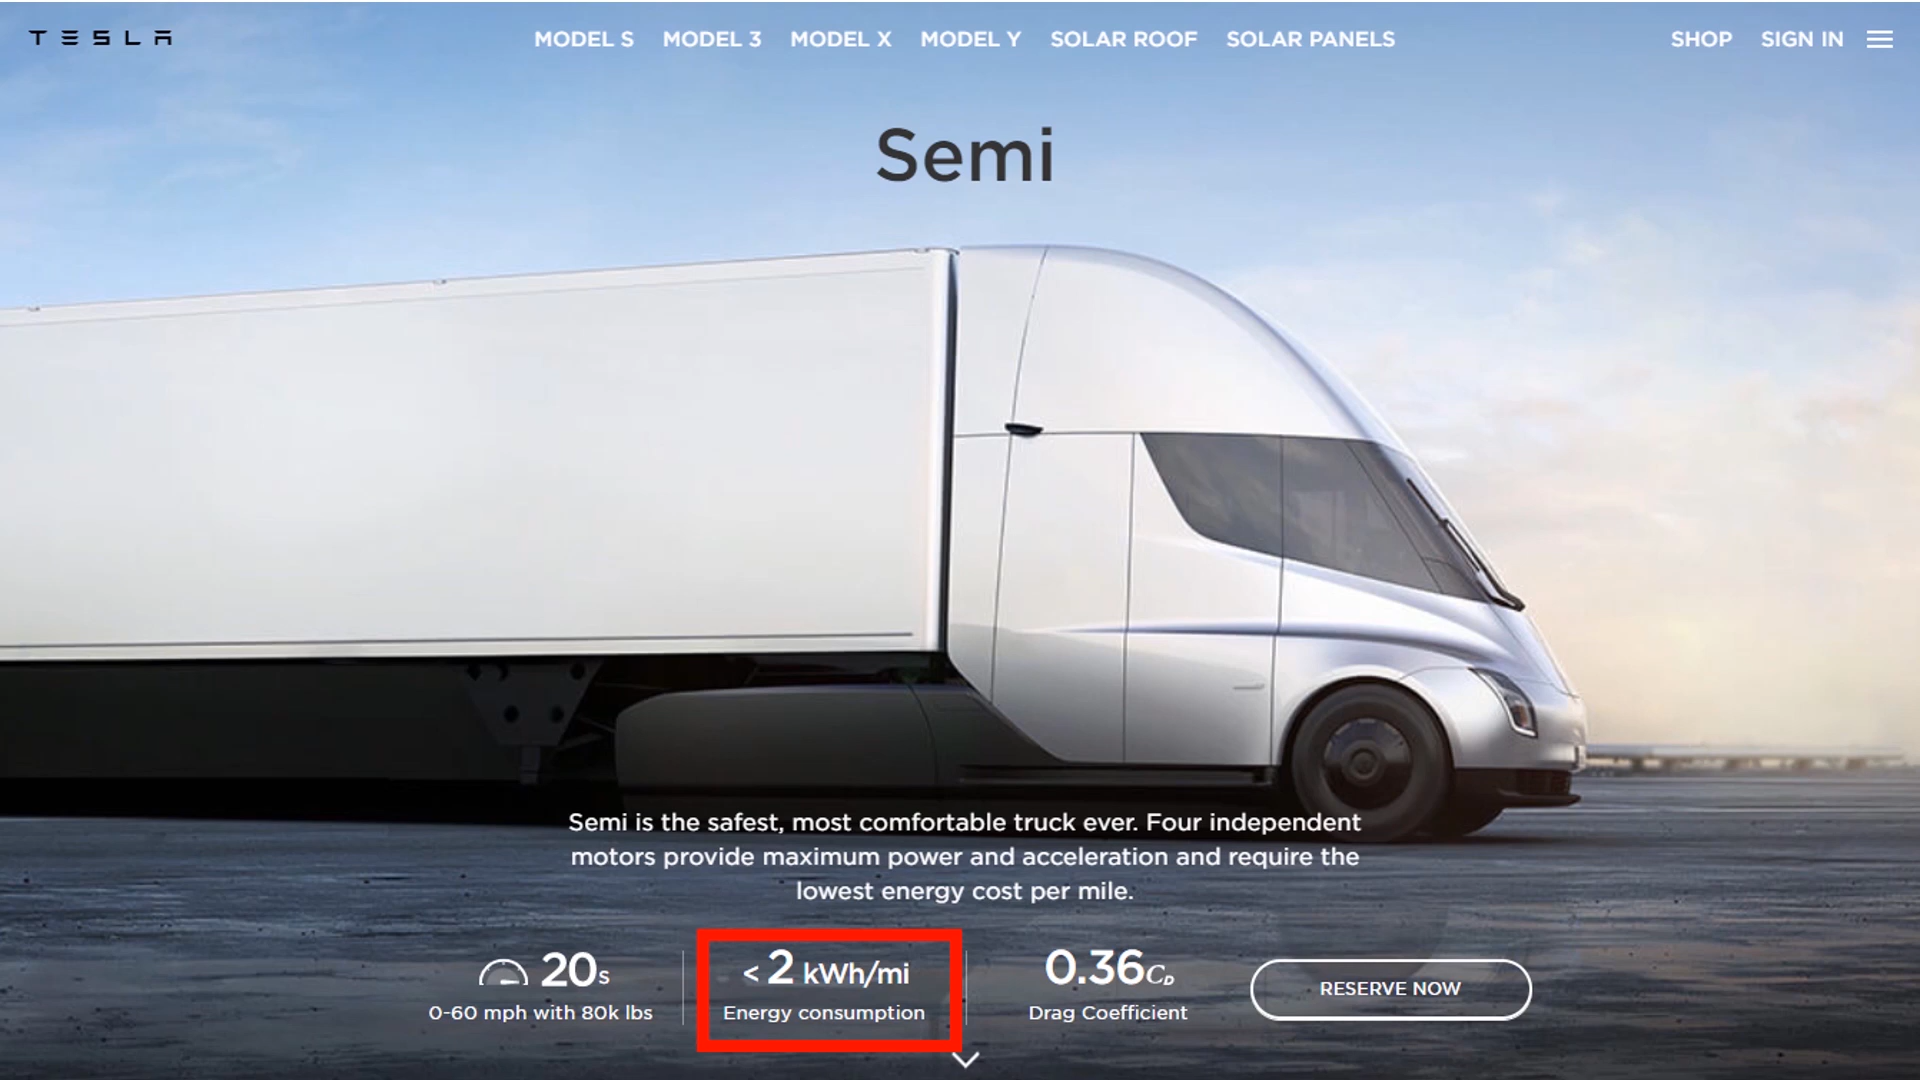 TESLA
MODEL S MODEL 3 MODEL X MODEL Y SOLAR ROOF SOLAR PANELS
SHOP SIGN IN
Semi
Semi is the safest, most comfortable truck ever. Four independent
motors provide maximum power and acceleration and require the
lowest energy cost per mile.
20s
0-60 mph with 80k lbs
< 2 kWh/mi
Energy consumption
0.36CD
Drag Coefficient
RESERVE NOW